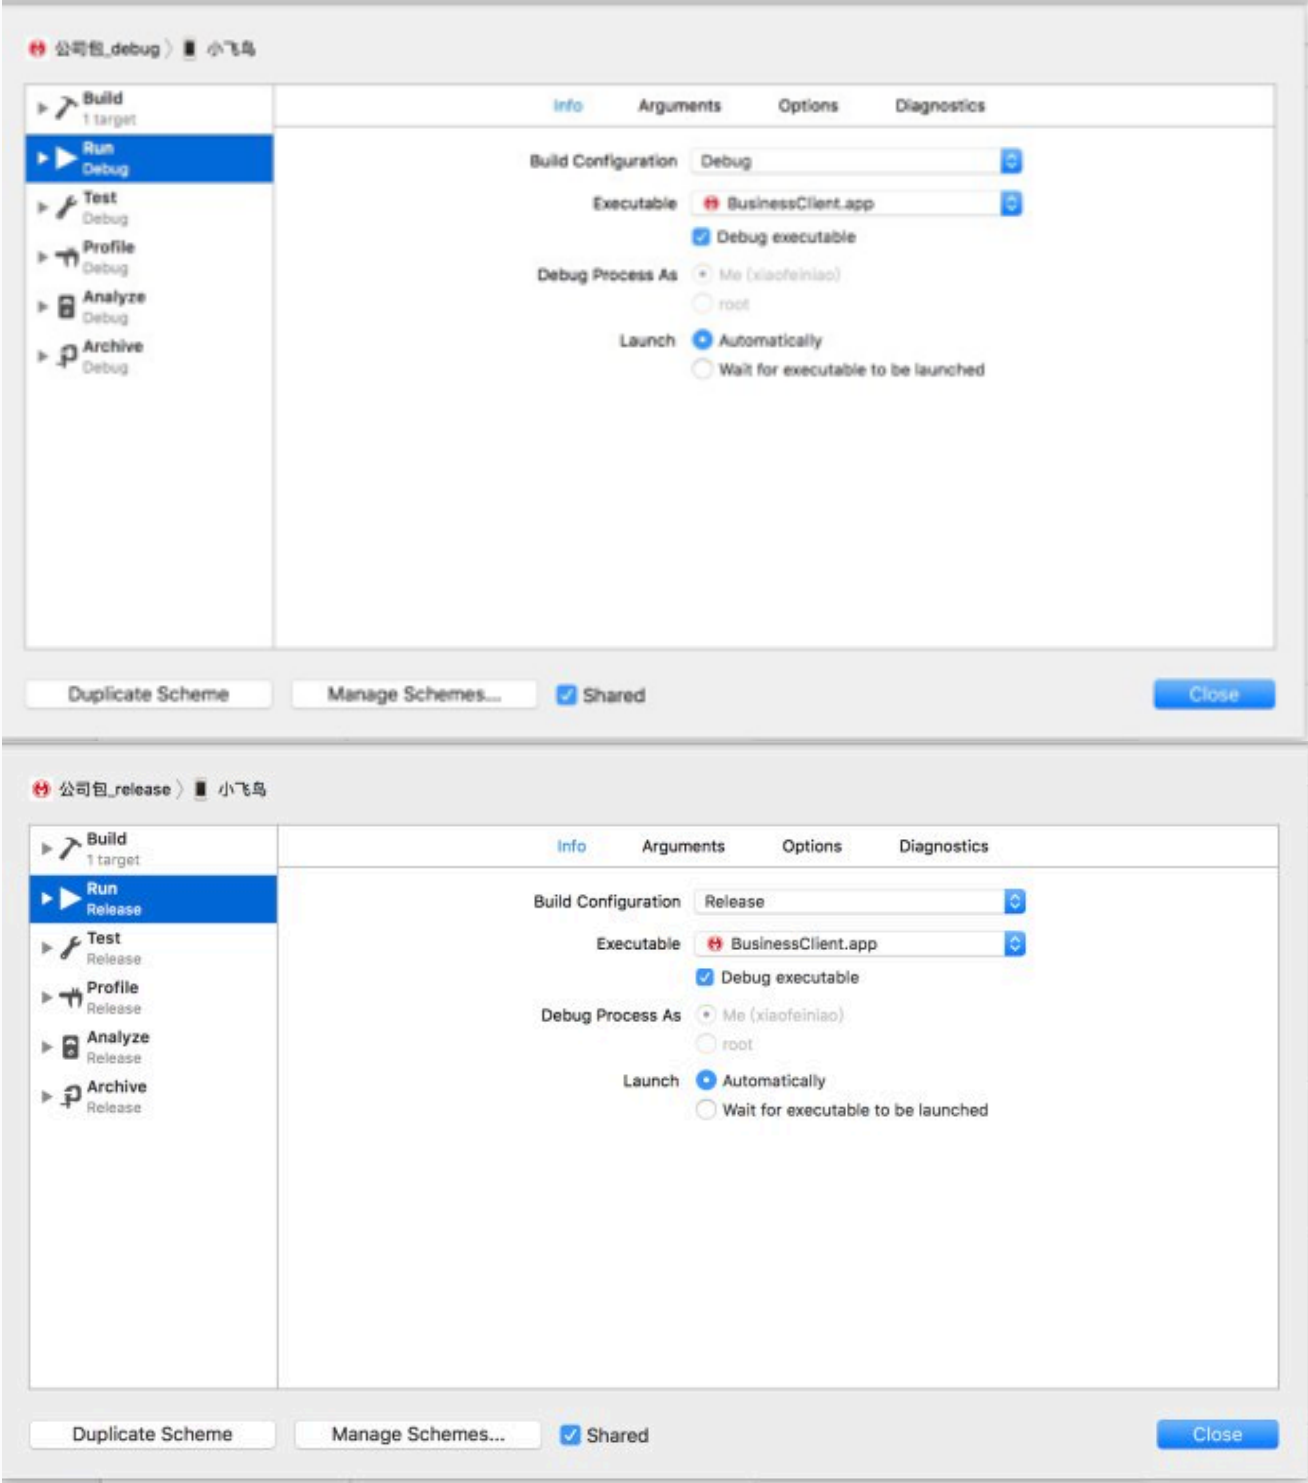 公司包_debug 〉 小飞鸟
Build
1 target
Run
Debug
Test
Debug
Profile
Debug
Analyze
Debug
Archive
Debug
Info Arguments Options Diagnostics
Build Configuration Debug
Executable BusinessClient.app
Debug executable
Debug Process As Me (xiaofeiniao)
root
Launch Automatically
Wait for executable to be launched
Duplicate Scheme Manage Schemes... Shared Close
公司包_release 〉 小飞鸟
Build
1 target
Run
Release
Test
Release
Profile
Release
Analyze
Release
Archive
Release
Info Arguments Options Diagnostics
Build Configuration Release
Executable BusinessClient.app
Debug executable
Debug Process As Me (xiaofeiniao)
root
Launch Automatically
Wait for executable to be launched
Duplicate Scheme Manage Schemes... Shared Close